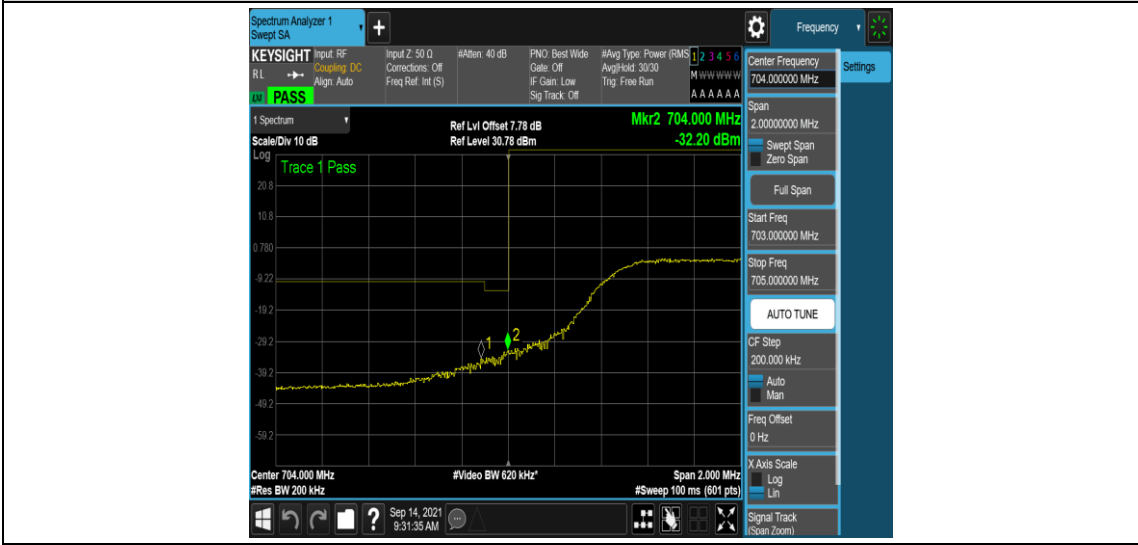 Spectrum Analyzer 1
Swept SA
+
Frequency
KEYSIGHT
RL
LNI PASS
Input: RF
Coupling: DC
Align: Auto
Input Z: 50 Ω
Corrections: Off
Freq Ref: Int (S)
#Atten: 40 dB
PNO: Best Wide
Gate: Off
IF Gain: Low
Sig Track: Off
#Avg Type: Power (RMS
Avg|Hold: 30/30
Trig: Free Run
1 2 3 4 5 6
M W W W W W
A A A A A A
1 Spectrum
Scale/Div 10 dB
Log
Ref Lvl Offset 7.78 dB
Ref Level 30.78 dBm
Mkr2 704.000 MHz
-32.20 dBm
Trace 1 Pass
20.8
10.8
0.780
-9.22
-19.2
-29.2
-39.2
-49.2
-59.2
1
2
Center 704.000 MHz
#Res BW 200 kHz
#Video BW 620 kHz*
Span 2.000 MHz
#Sweep 100 ms (601 pts)
Center Frequency
704.000000 MHz
Settings
Span
2.00000000 MHz
Swept Span
Zero Span
Full Span
Start Freq
703.000000 MHz
Stop Freq
705.000000 MHz
AUTO TUNE
CF Step
200.000 kHz
Auto
Man
Freq Offset
0 Hz
X Axis Scale
Log
Lin
Signal Track
(Span Zoom)
?
Sep 14, 2021
9:31:35 AM